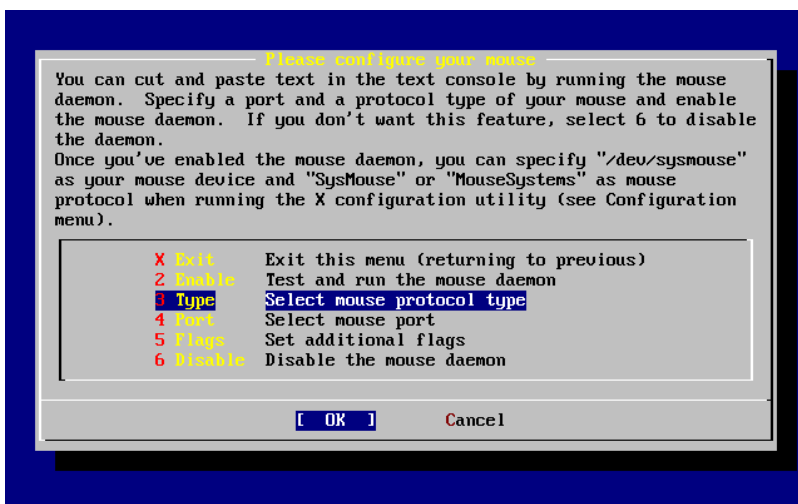 Please configure your mouse
You can cut and paste text in the text console by running the mouse
daemon.  Specify a port and a protocol type of your mouse and enable
the mouse daemon.  If you don't want this feature, select 6 to disable
the daemon.
Once you've enabled the mouse daemon, you can specify "/dev/sysmouse"
as your mouse device and "SysMouse" or "MouseSystems" as mouse
protocol when running the X configuration utility (see Configuration
menu).
X Exit Exit this menu (returning to previous)
2 Enable Test and run the mouse daemon
3 Type Select mouse protocol type
4 Port Select mouse port
5 Flags Set additional flags
6 Disable Disable the mouse daemon
[ OK ] Cancel